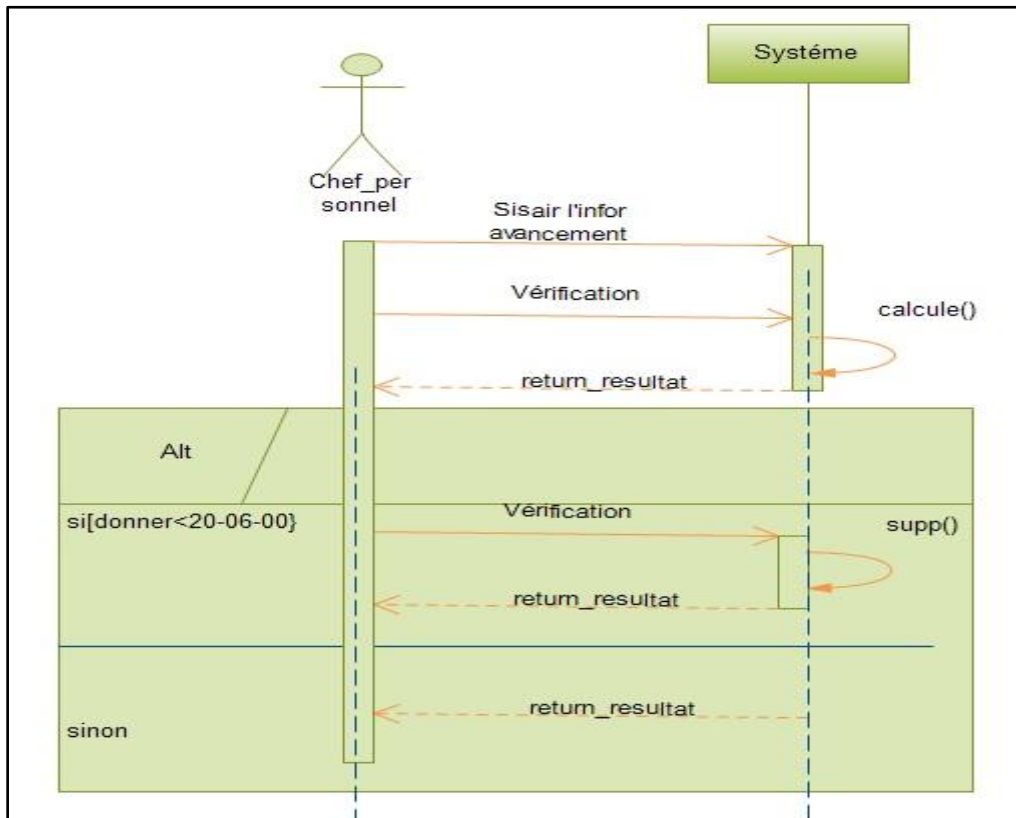 Systéme
Chef_per
sonnel
Sisair l'infor
avancement
Vérification
calcule()
return_resultat
Alt
si[donner<20-06-00}
Vérification
supp()
return_resultat
return_resultat
sinon